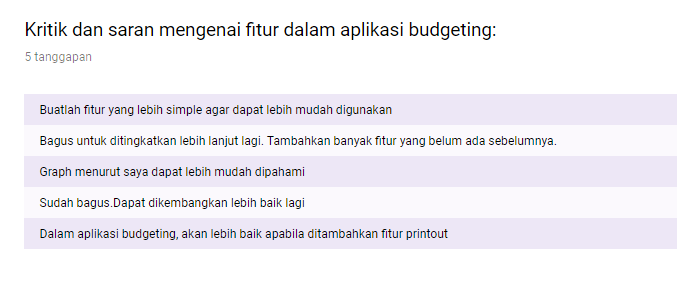 Kritik dan saran mengenai fitur dalam aplikasi budgeting:
5 tanggapan
Buatlah fitur yang lebih simple agar dapat lebih mudah digunakan
Bagus untuk ditingkatkan lebih lanjut lagi. Tambahkan banyak fitur yang belum ada sebelumnya.
Graph menurut saya dapat lebih mudah dipahami
Sudah bagus.Dapat dikembangkan lebih baik lagi
Dalam aplikasi budgeting, akan lebih baik apabila ditambahkan fitur printout